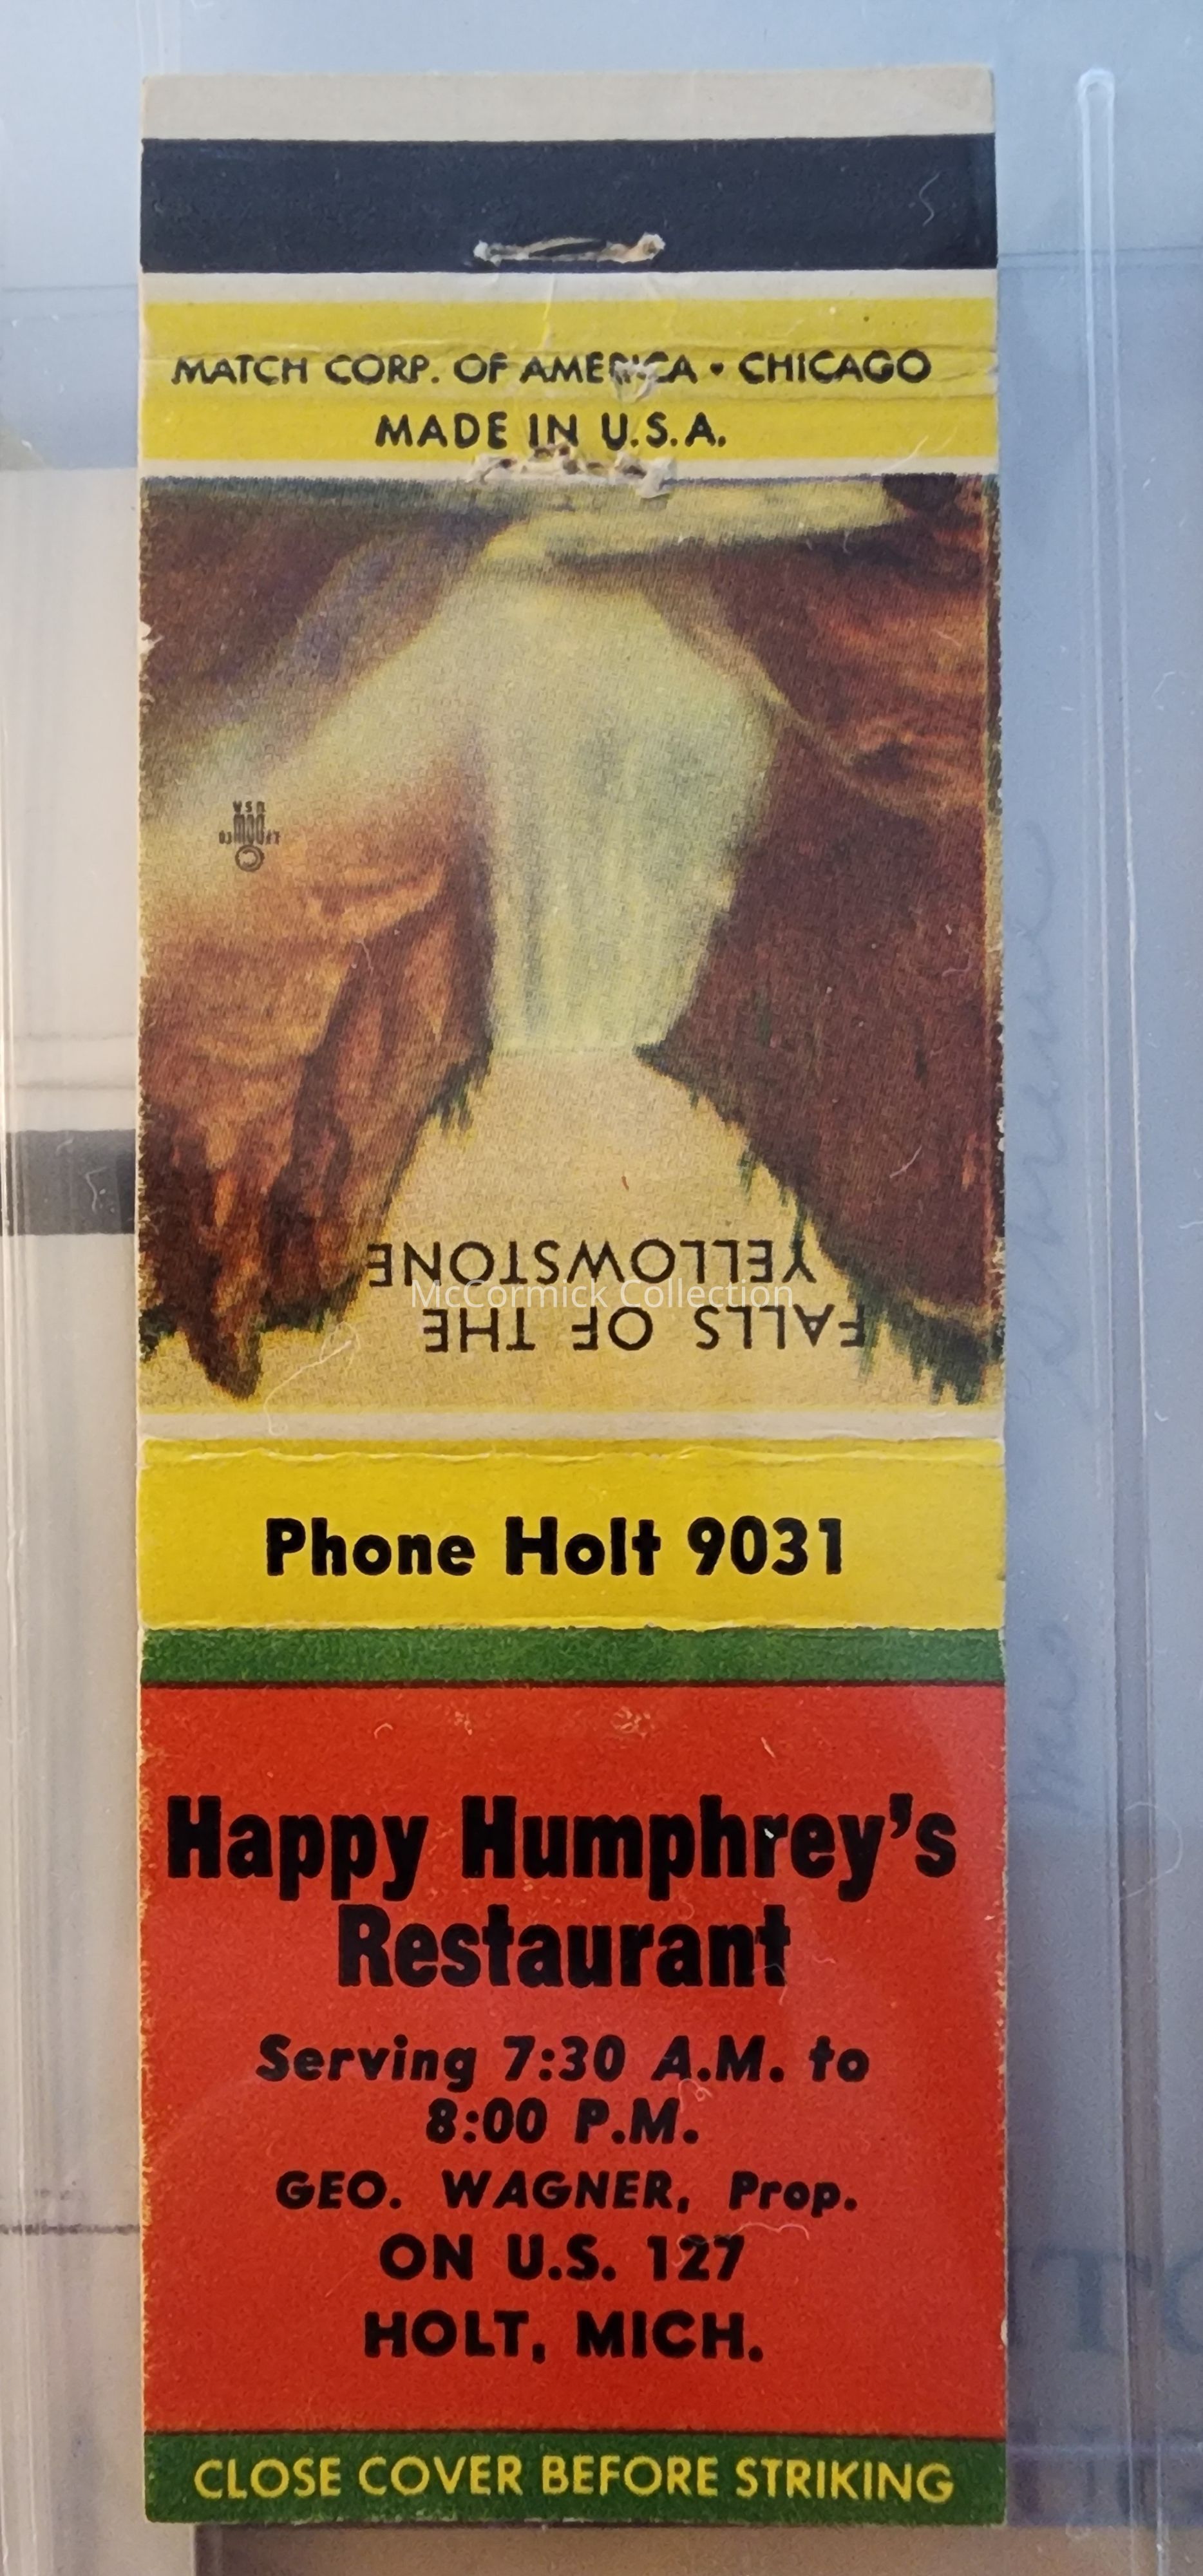 MATCH CORP. OF AMERICA • CHICAGO
MADE IN U.S.A.
FALLS OF THE
YELLOWSTONE
McCormick Collection
Phone Holt 9031
Happy Humphrey's
Restaurant
Serving 7:30 A.M. to
8:00 P.M.
GEO. WAGNER, Prop.
ON U.S. 127
HOLT, MICH.
CLOSE COVER BEFORE STRIKING